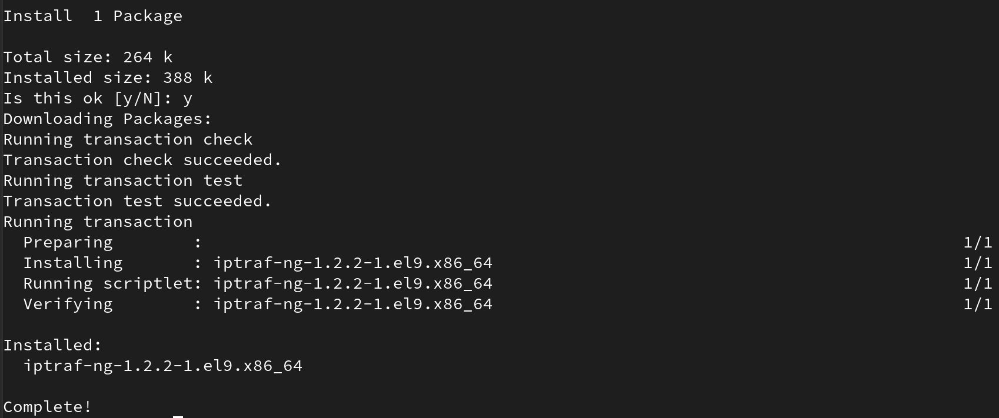 Install  1 Package
Total size: 264 k
Installed size: 388 k
Is this ok [y/N]: y
Downloading Packages:
Running transaction check
Transaction check succeeded.
Running transaction test
Transaction test succeeded.
Running transaction
  Preparing        :                                                                            1/1
  Installing       : iptraf-ng-1.2.2-1.el9.x86_64                                               1/1
  Running scriptlet: iptraf-ng-1.2.2-1.el9.x86_64                                               1/1
  Verifying        : iptraf-ng-1.2.2-1.el9.x86_64                                               1/1
Installed:
  iptraf-ng-1.2.2-1.el9.x86_64
Complete!